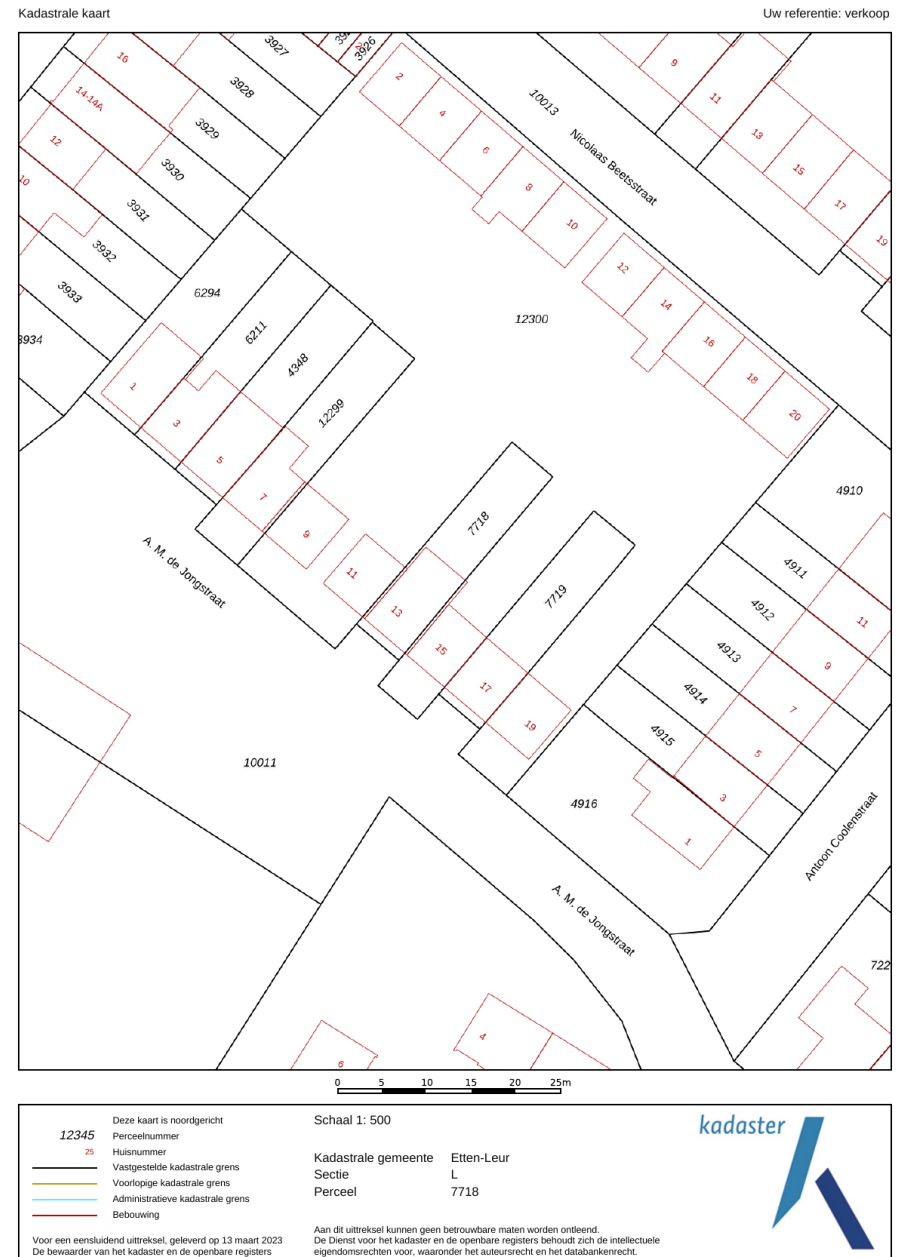 Kadastrale kaart
Uw referentie: verkoop
3927
3926
16
2
9
3928
14-14A
4
10013
11
3929
12
6
Nicolaas Beetsstraat
13
3930
15
10
8
3931
10
17
3932
12
19
6294
3933
14
12300
6211
16
3934
4348
18
1
12299
20
3
5
4910
7
7718
9
4911
11
7719
4912
11
A. M. de Jongstraat
13
4913
9
15
4914
7
17
4915
5
19
10011
3
4916
1
Antoon Coolenstraat
A. M. de Jongstraat
722
4
6
0 5 10 15 20 25m
Deze kaart is noordgericht
12345 Perceelnummer
25 Huisnummer
Vastgestelde kadastrale grens
Voorlopige kadastrale grens
Administratieve kadastrale grens
Bebouwing
Voor een eensluidend uittreksel, geleverd op 13 maart 2023
De bewaarder van het kadaster en de openbare registers
Schaal 1: 500
Kadastrale gemeente Etten-Leur
Sectie L
Perceel 7718
Aan dit uittreksel kunnen geen betrouwbare maten worden ontleend.
De Dienst voor het kadaster en de openbare registers behoudt zich de intellectuele
eigendomsrechten voor, waaronder het auteursrecht en het databankenrecht.
kadaster